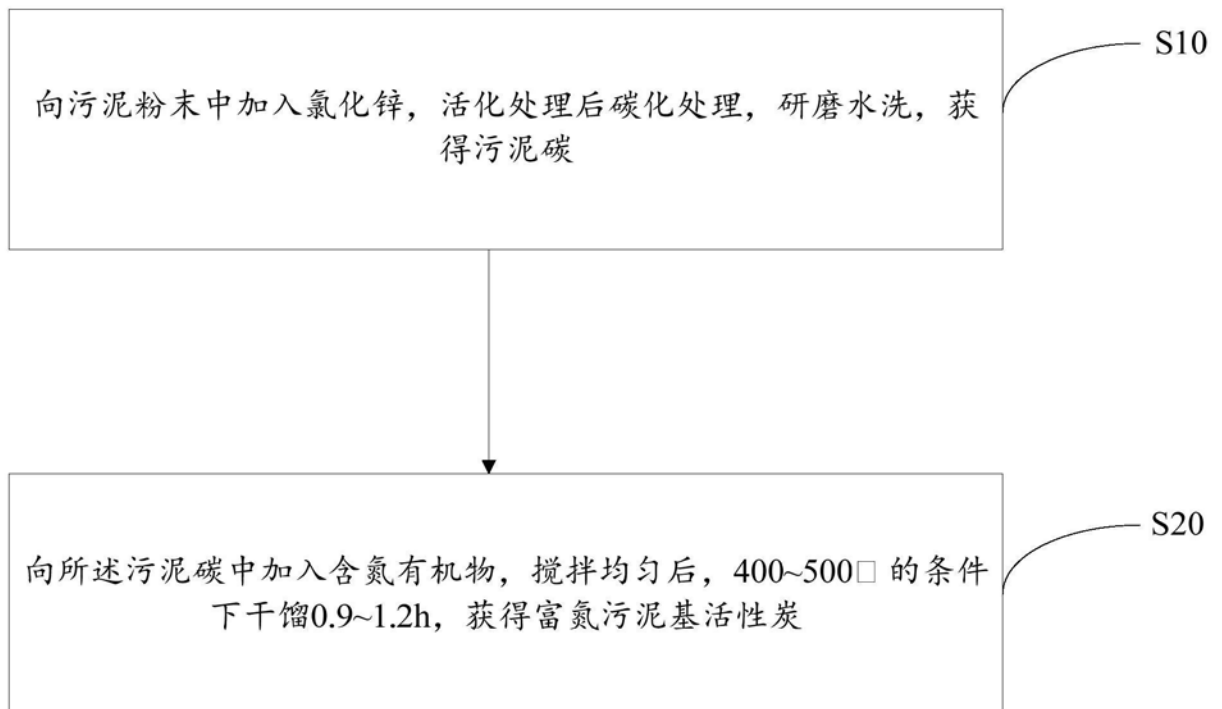 S10
向污泥粉末中加入氯化锌，活化处理后碳化处理，研磨水洗，获
得污泥碳
S20
向所述污泥碳中加入含氮有机物，搅拌均匀后，400~500□ 的条件
下干馏0.9~1.2h，获得富氮污泥基活性炭